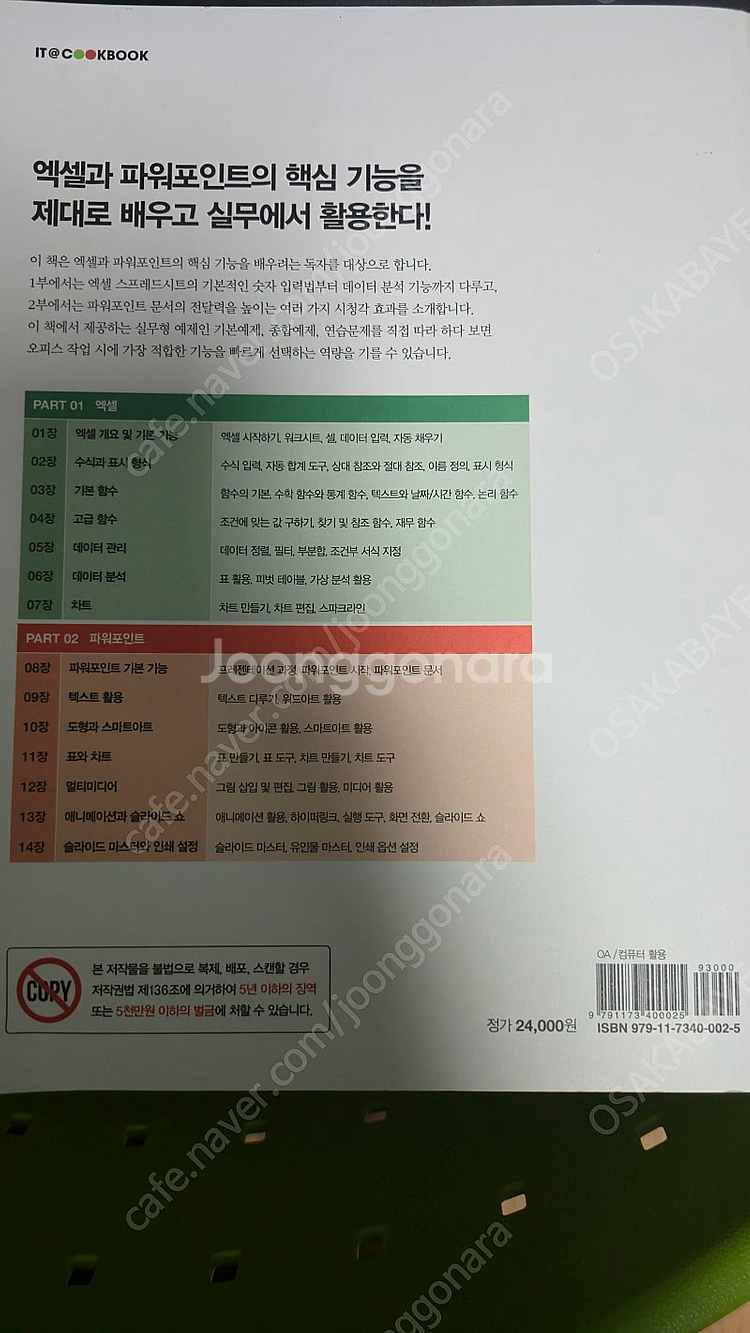 IT@COOKBOOK
엑셀과 파워포인트의 핵심 기능을
제대로 배우고 실무에서 활용한다!
이 책은 엑셀과 파워포인트의 핵심 기능을 배우려는 독자를 대상으로 합니다.
1부에서는 엑셀 스프레드시트의 기본적인 숫자 입력법부터 데이터 분석 기능까지 다루고,
2부에서는 파워포인트 문서의 전달력을 높이는 여러 가지 시청각 효과를 소개합니다.
이 책에서 제공하는 실무형 예제인 기본예제, 종합예제, 연습문제를 직접 따라 하다 보면
오피스 작업 시에 가장 적합한 기능을 빠르게 선택하는 역량을 기를 수 있습니다.
PART 01 엑셀
01장 엑셀 개요 및 기본 기능 엑셀 시작하기, 워크시트, 셀, 데이터 입력, 자동 채우기
02장 수식과 표시 형식 수식 입력, 자동 합계 도구, 상대 참조와 절대 참조, 이름 정의, 표시 형식
03장 기본 함수 함수의 기본, 수학 함수와 통계 함수, 텍스트와 날짜/시간 함수, 논리 함수
04장 고급 함수 조건에 맞는 값 구하기, 찾기 및 참조 함수, 재무 함수
05장 데이터 관리 데이터 정렬, 필터, 부분합, 조건부 서식 지정
06장 데이터 분석 표 활용, 피벗 테이블, 가상 분석 활용
07장 차트 차트 만들기, 차트 편집, 스파크라인
PART 02 파워포인트
08장 파워포인트 기본 기능 프레젠테이션 과정, 파워포인트 시작, 파워포인트 문서
09장 텍스트 활용 텍스트 다루기, 워드아트 활용
10장 도형과 스마트아트 도형과 아이콘 활용, 스마트아트 활용
11장 표와 차트 표 만들기, 표 도구, 차트 만들기, 차트 도구
12장 멀티미디어 그림 삽입 및 편집, 그림 활용, 미디어 활용
13장 애니메이션과 슬라이드 쇼 애니메이션 활용, 하이퍼링크, 실행 도구, 화면 전환, 슬라이드 쇼
14장 슬라이드 마스터와 인쇄 설정 슬라이드 마스터, 유인물 마스터, 인쇄 옵션 설정
Joonggonara
COPY
본 저작물을 불법으로 복제, 배포, 스캔할 경우
저작권법 제136조에 의거하여 5년 이하의 징역
또는 5천만원 이하의 벌금에 처할 수 있습니다.
OA / 컴퓨터 활용
93000
9 791173 400025
정가 24,000원
ISBN 979-11-7340-002-5
cafe.naver.com/joonggonara
cafe.naver.com/joonggonara
cafe.naver.com/joonggonara
OSAKABAYE
OSAKABAYE
OSAKABAYE